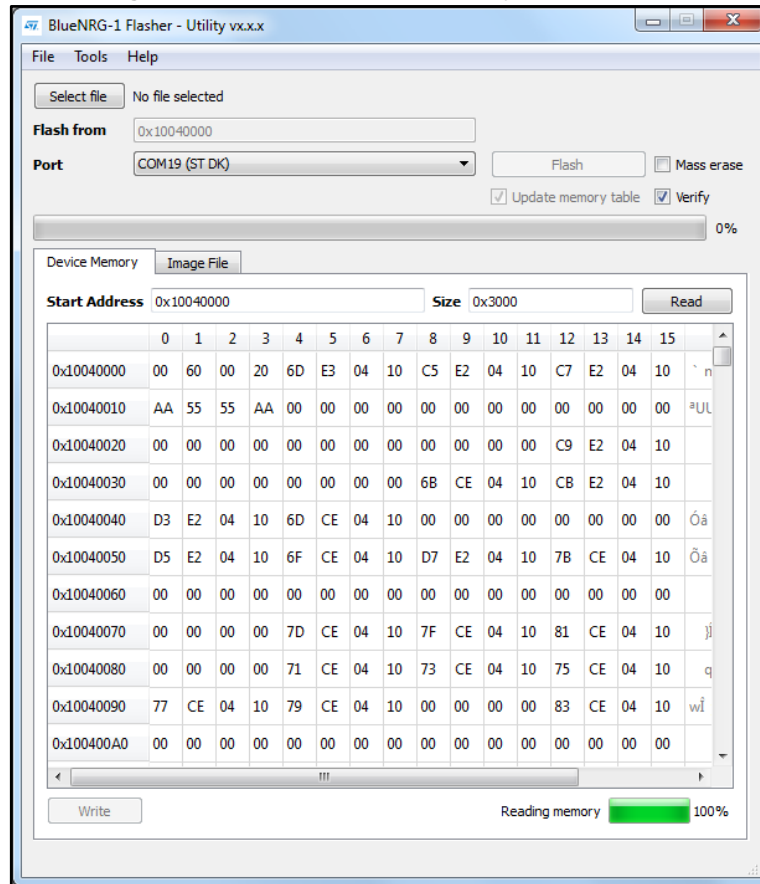 BlueNRG-1 Flasher - Utility vx.x.x
File Tools Help
Select file No file selected
Flash from 0x10040000
Port COM19 (ST DK) Flash Mass erase
Update memory table Verify
0%
Device Memory Image File
Start Address 0x10040000 Size 0x3000 Read
0 1 2 3 4 5 6 7 8 9 10 11 12 13 14 15
0x10040000 00 60 00 20 6D E3 04 10 C5 E2 04 10 C7 E2 04 10 ` n
0x10040010 AA 55 55 AA 00 00 00 00 00 00 00 00 00 00 00 00 ªUU
0x10040020 00 00 00 00 00 00 00 00 00 00 00 00 C9 E2 04 10
0x10040030 00 00 00 00 00 00 00 00 6B CE 04 10 CB E2 04 10
0x10040040 D3 E2 04 10 6D CE 04 10 00 00 00 00 00 00 00 00 Óâ
0x10040050 D5 E2 04 10 6F CE 04 10 D7 E2 04 10 7B CE 04 10 Õâ
0x10040060 00 00 00 00 00 00 00 00 00 00 00 00 00 00 00 00
0x10040070 00 00 00 00 7D CE 04 10 7F CE 04 10 81 CE 04 10 }Î
0x10040080 00 00 00 00 71 CE 04 10 73 CE 04 10 75 CE 04 10 q
0x10040090 77 CE 04 10 79 CE 04 10 00 00 00 00 83 CE 04 10 wÎ
0x100400A0 00 00 00 00 00 00 00 00 00 00 00 00 00 00 00 00
Write Reading memory 100%